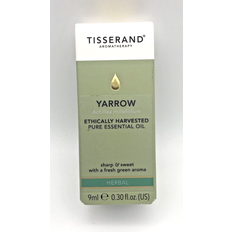 TISSERAND®
AROMATHERAPY
YARROW
ETHICALLY HARVESTED
PURE ESSENTIAL OIL
sharp & sweet
with a fresh green aroma
HERBAL
9ml ℮ 0.30 fl.oz. (US)